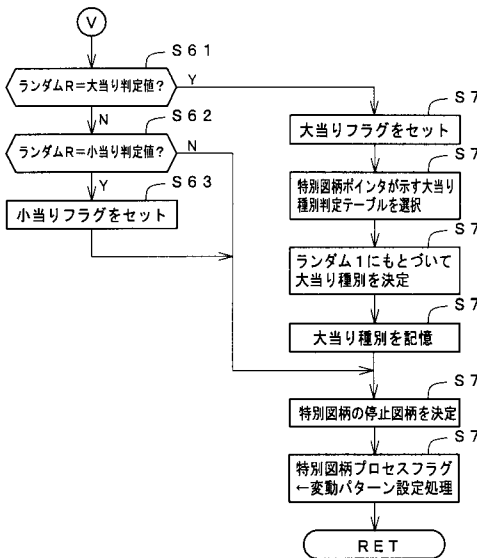 V
S61
ランダムR=大当り判定値?
Y
N
S62
ランダムR=小当り判定値?
N
Y
S63
小当りフラグをセット
S7
大当りフラグをセット
S7
特別図柄ポインタが示す大当り
種別判定テーブルを選択
S7
ランダム1にもとづいて
大当り種別を決定
S7
大当り種別を記憶
S7
特別図柄の停止図柄を決定
S7
特別図柄プロセスフラグ
←変動パターン設定処理
RET